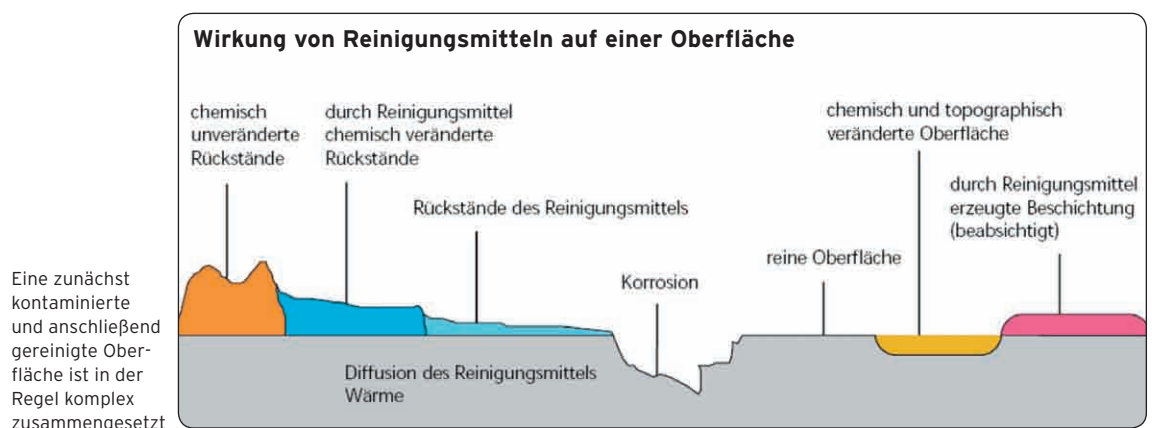 Wirkung von Reinigungsmitteln auf einer Oberfläche
chemisch
unveränderte
Rückstände
durch Reinigungsmittel
chemisch veränderte
Rückstände
Rückstände des Reinigungsmittels
Korrosion
reine Oberfläche
chemisch und topographisch
veränderte Oberfläche
durch Reinigungsmittel
erzeugte Beschichtung
(beabsichtigt)
Diffusion des Reinigungsmittels
Wärme
Eine zunächst
kontaminierte
und anschließend
gereinigte Ober-
fläche ist in der
Regel komplex
zusammengesetzt